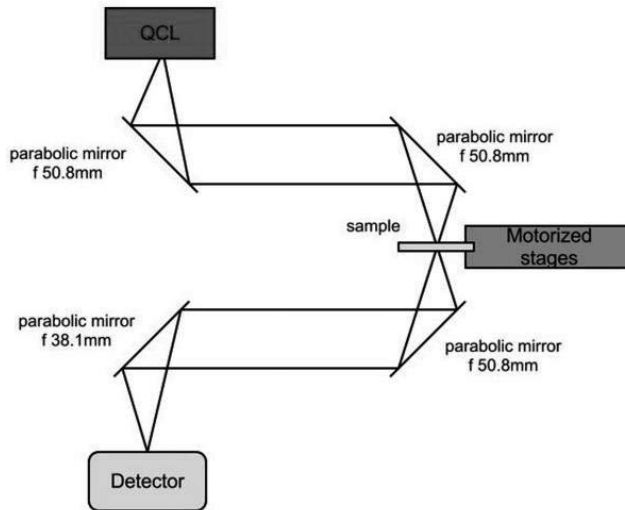 QCL
parabolic mirror
f 50.8mm
parabolic mirror
f 50.8mm
sample
Motorized
stages
parabolic mirror
f 38.1mm
parabolic mirror
f 50.8mm
Detector